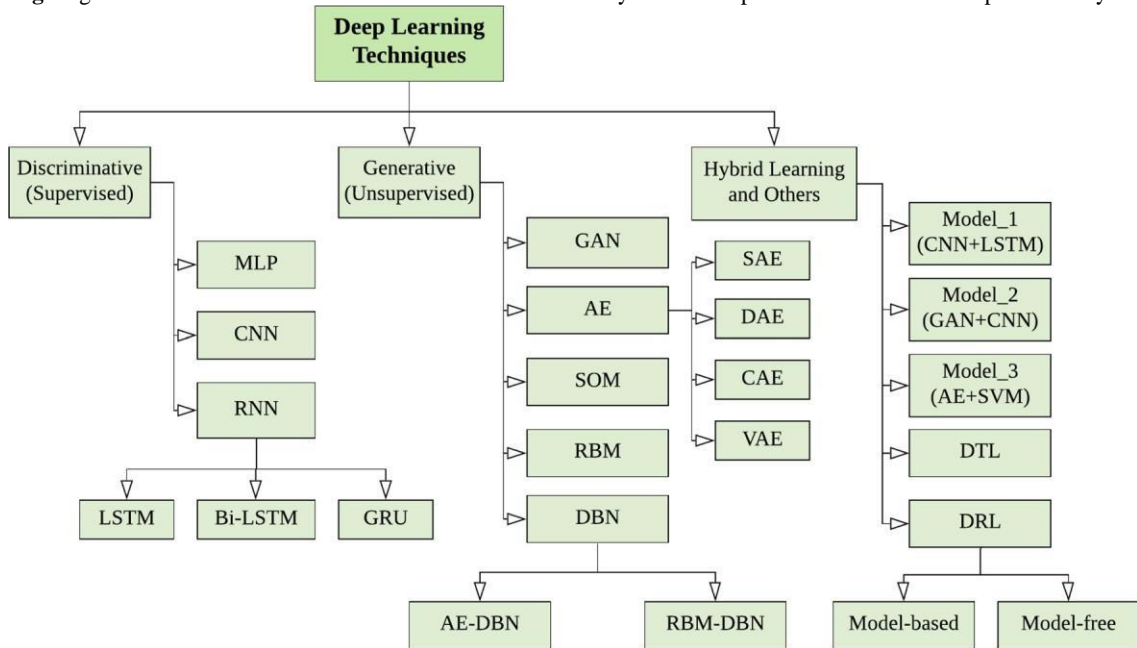 Deep Learning
Techniques
Discriminative
(Supervised)
Generative
(Unsupervised)
Hybrid Learning
and Others
MLP
CNN
RNN
LSTM
Bi-LSTM
GRU
GAN
AE
SOM
RBM
DBN
SAE
DAE
CAE
VAE
AE-DBN
RBM-DBN
Model_1
(CNN+LSTM)
Model_2
(GAN+CNN)
Model_3
(AE+SVM)
DTL
DRL
Model-based
Model-free